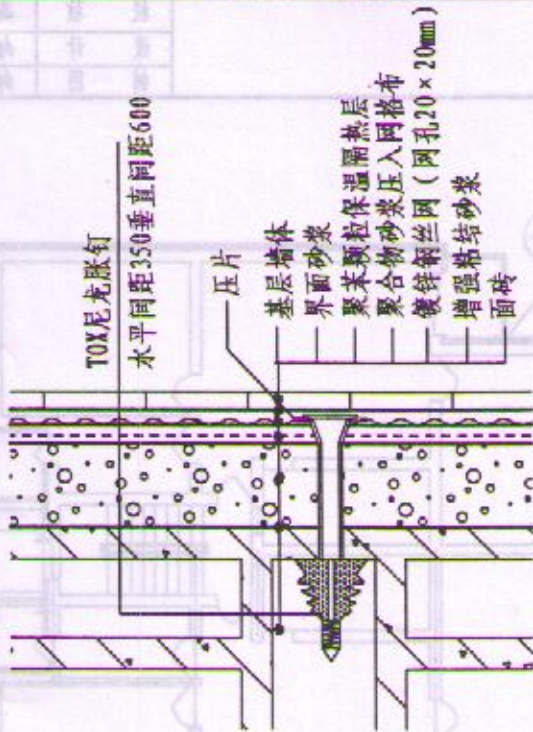 TOX尼龙胀钉
水平间距350垂直间距600
压片
基层墙体
界面砂浆
聚苯颗粒保温隔热层
聚合物砂浆压入网格布
镀锌钢丝网（网孔20×20mm）
增强粘结砂浆
面砖